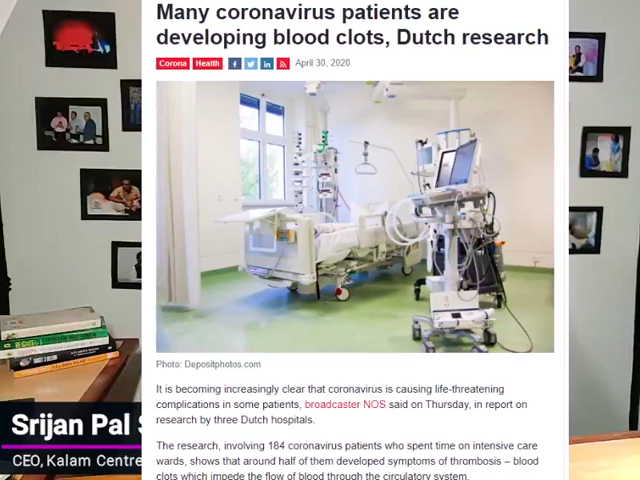 Many coronavirus patients are
developing blood clots, Dutch research
Corona Health April 30, 2020
Photo: Depositphotos.com
It is becoming increasingly clear that coronavirus is causing life-threatening
complications in some patients, broadcaster NOS said on Thursday, in report on
research by three Dutch hospitals.
The research, involving 184 coronavirus patients who spent time on intensive care
wards, shows that around half of them developed symptoms of thrombosis – blood
clots which impede the flow of blood through the circulatory system.
Srijan Pal
CEO, Kalam Centre